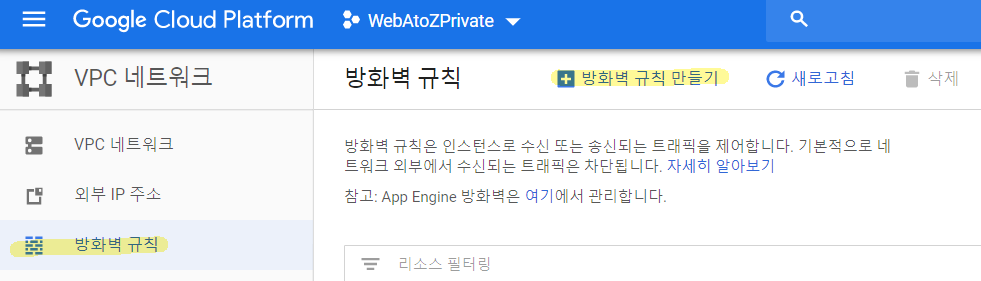 Google Cloud Platform WebAtoZPrivate
VPC 네트워크
방화벽 규칙 방화벽 규칙 만들기 새로고침 삭제
VPC 네트워크
외부 IP 주소
방화벽 규칙
방화벽 규칙은 인스턴스로 수신 또는 송신되는 트래픽을 제어합니다. 기본적으로 네
트워크 외부에서 수신되는 트래픽은 차단됩니다. 자세히 알아보기
참고: App Engine 방화벽은 여기에서 관리합니다.
리소스 필터링